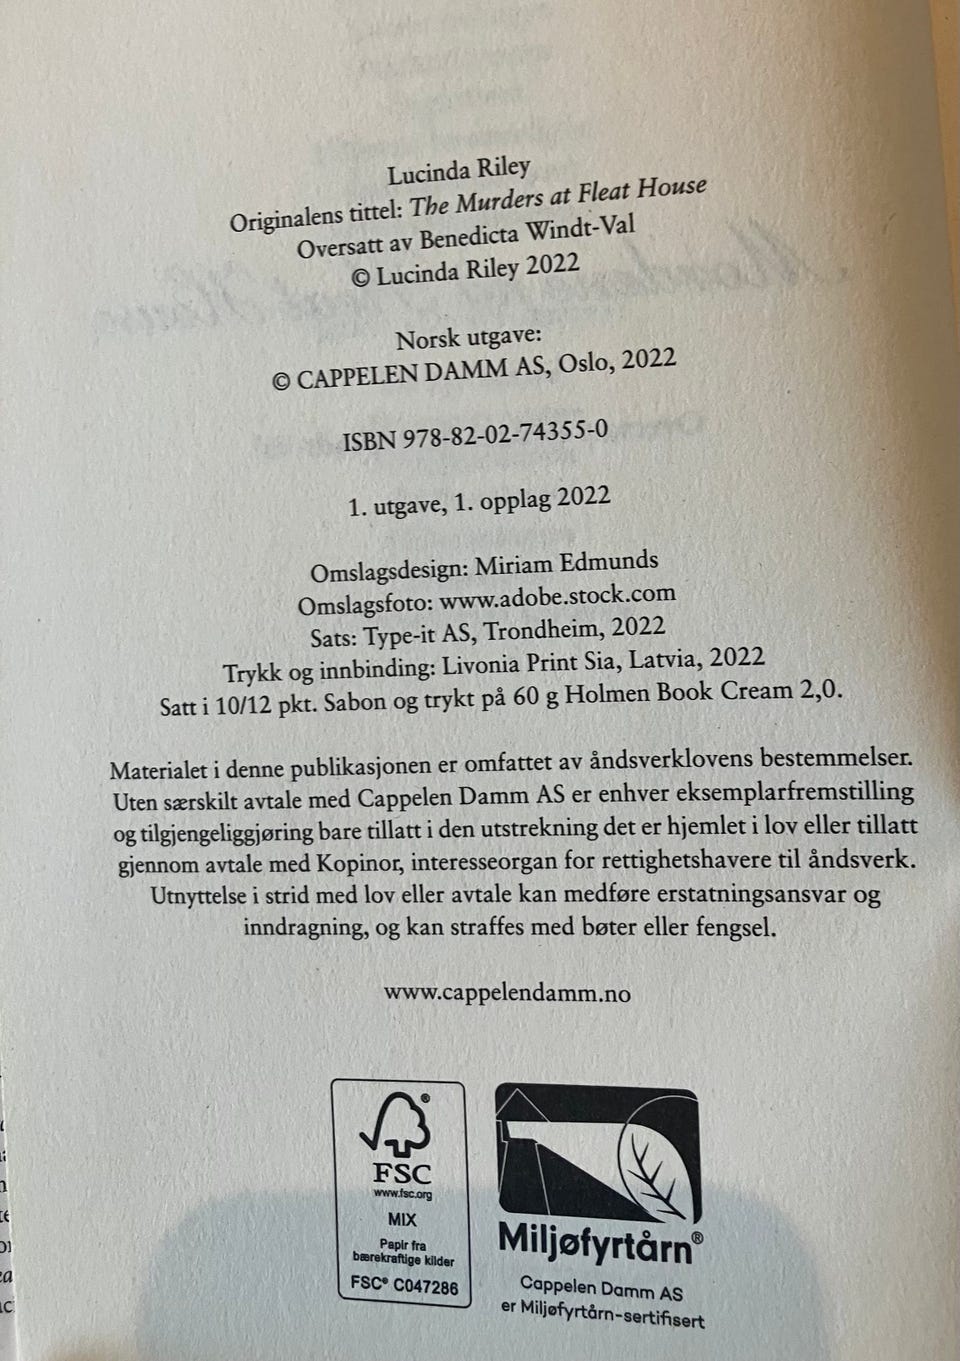 Lucinda Riley
Originalens tittel: The Murders at Fleat House
Oversatt av Benedicta Windt-Val
© Lucinda Riley 2022
Norsk utgave:
© CAPPELEN DAMM AS, Oslo, 2022
ISBN 978-82-02-74355-0
1. utgave, 1. opplag 2022
Omslagsdesign: Miriam Edmunds
Omslagsfoto: www.adobe.stock.com
Sats: Type-it AS, Trondheim, 2022
Trykk og innbinding: Livonia Print Sia, Latvia, 2022
Satt i 10/12 pkt. Sabon og trykt på 60 g Holmen Book Cream 2,0.
Materialet i denne publikasjonen er omfattet av åndsverklovens bestemmelser.
Uten særskilt avtale med Cappelen Damm AS er enhver eksemplarfremstilling
og tilgjengeliggjøring bare tillatt i den utstrekning det er hjemlet i lov eller tillatt
gjennom avtale med Kopinor, interesseorgan for rettighetshavere til åndsverk.
Utnyttelse i strid med lov eller avtale kan medføre erstatningsansvar og
inndragning, og kan straffes med bøter eller fengsel.
www.cappelendamm.no
®
FSC
www.fsc.org
MIX
Papir fra
bærekraftige kilder
FSC® C047286
Miljøfyrtårn®
Cappelen Damm AS
er Miljøfyrtårn-sertifisert